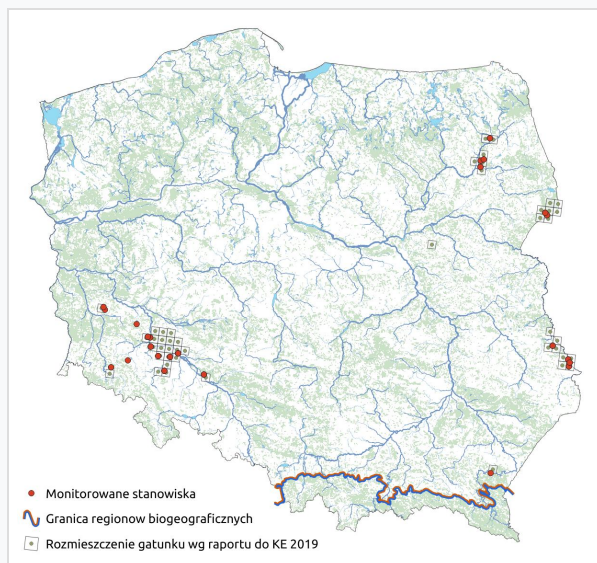 Monitorowane stanowiska
Granica regionow biogeograficznych
Rozmieszczenie gatunku wg raportu do KE 2019